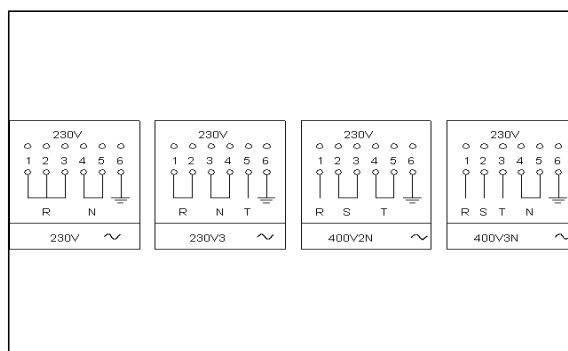 230V
1 2 3 4 5 6
R N
230V
230V
1 2 3 4 5 6
R N T
230V3
230V
1 2 3 4 5 6
R S T
400V2N
230V
1 2 3 4 5 6
R S T N
400V3N